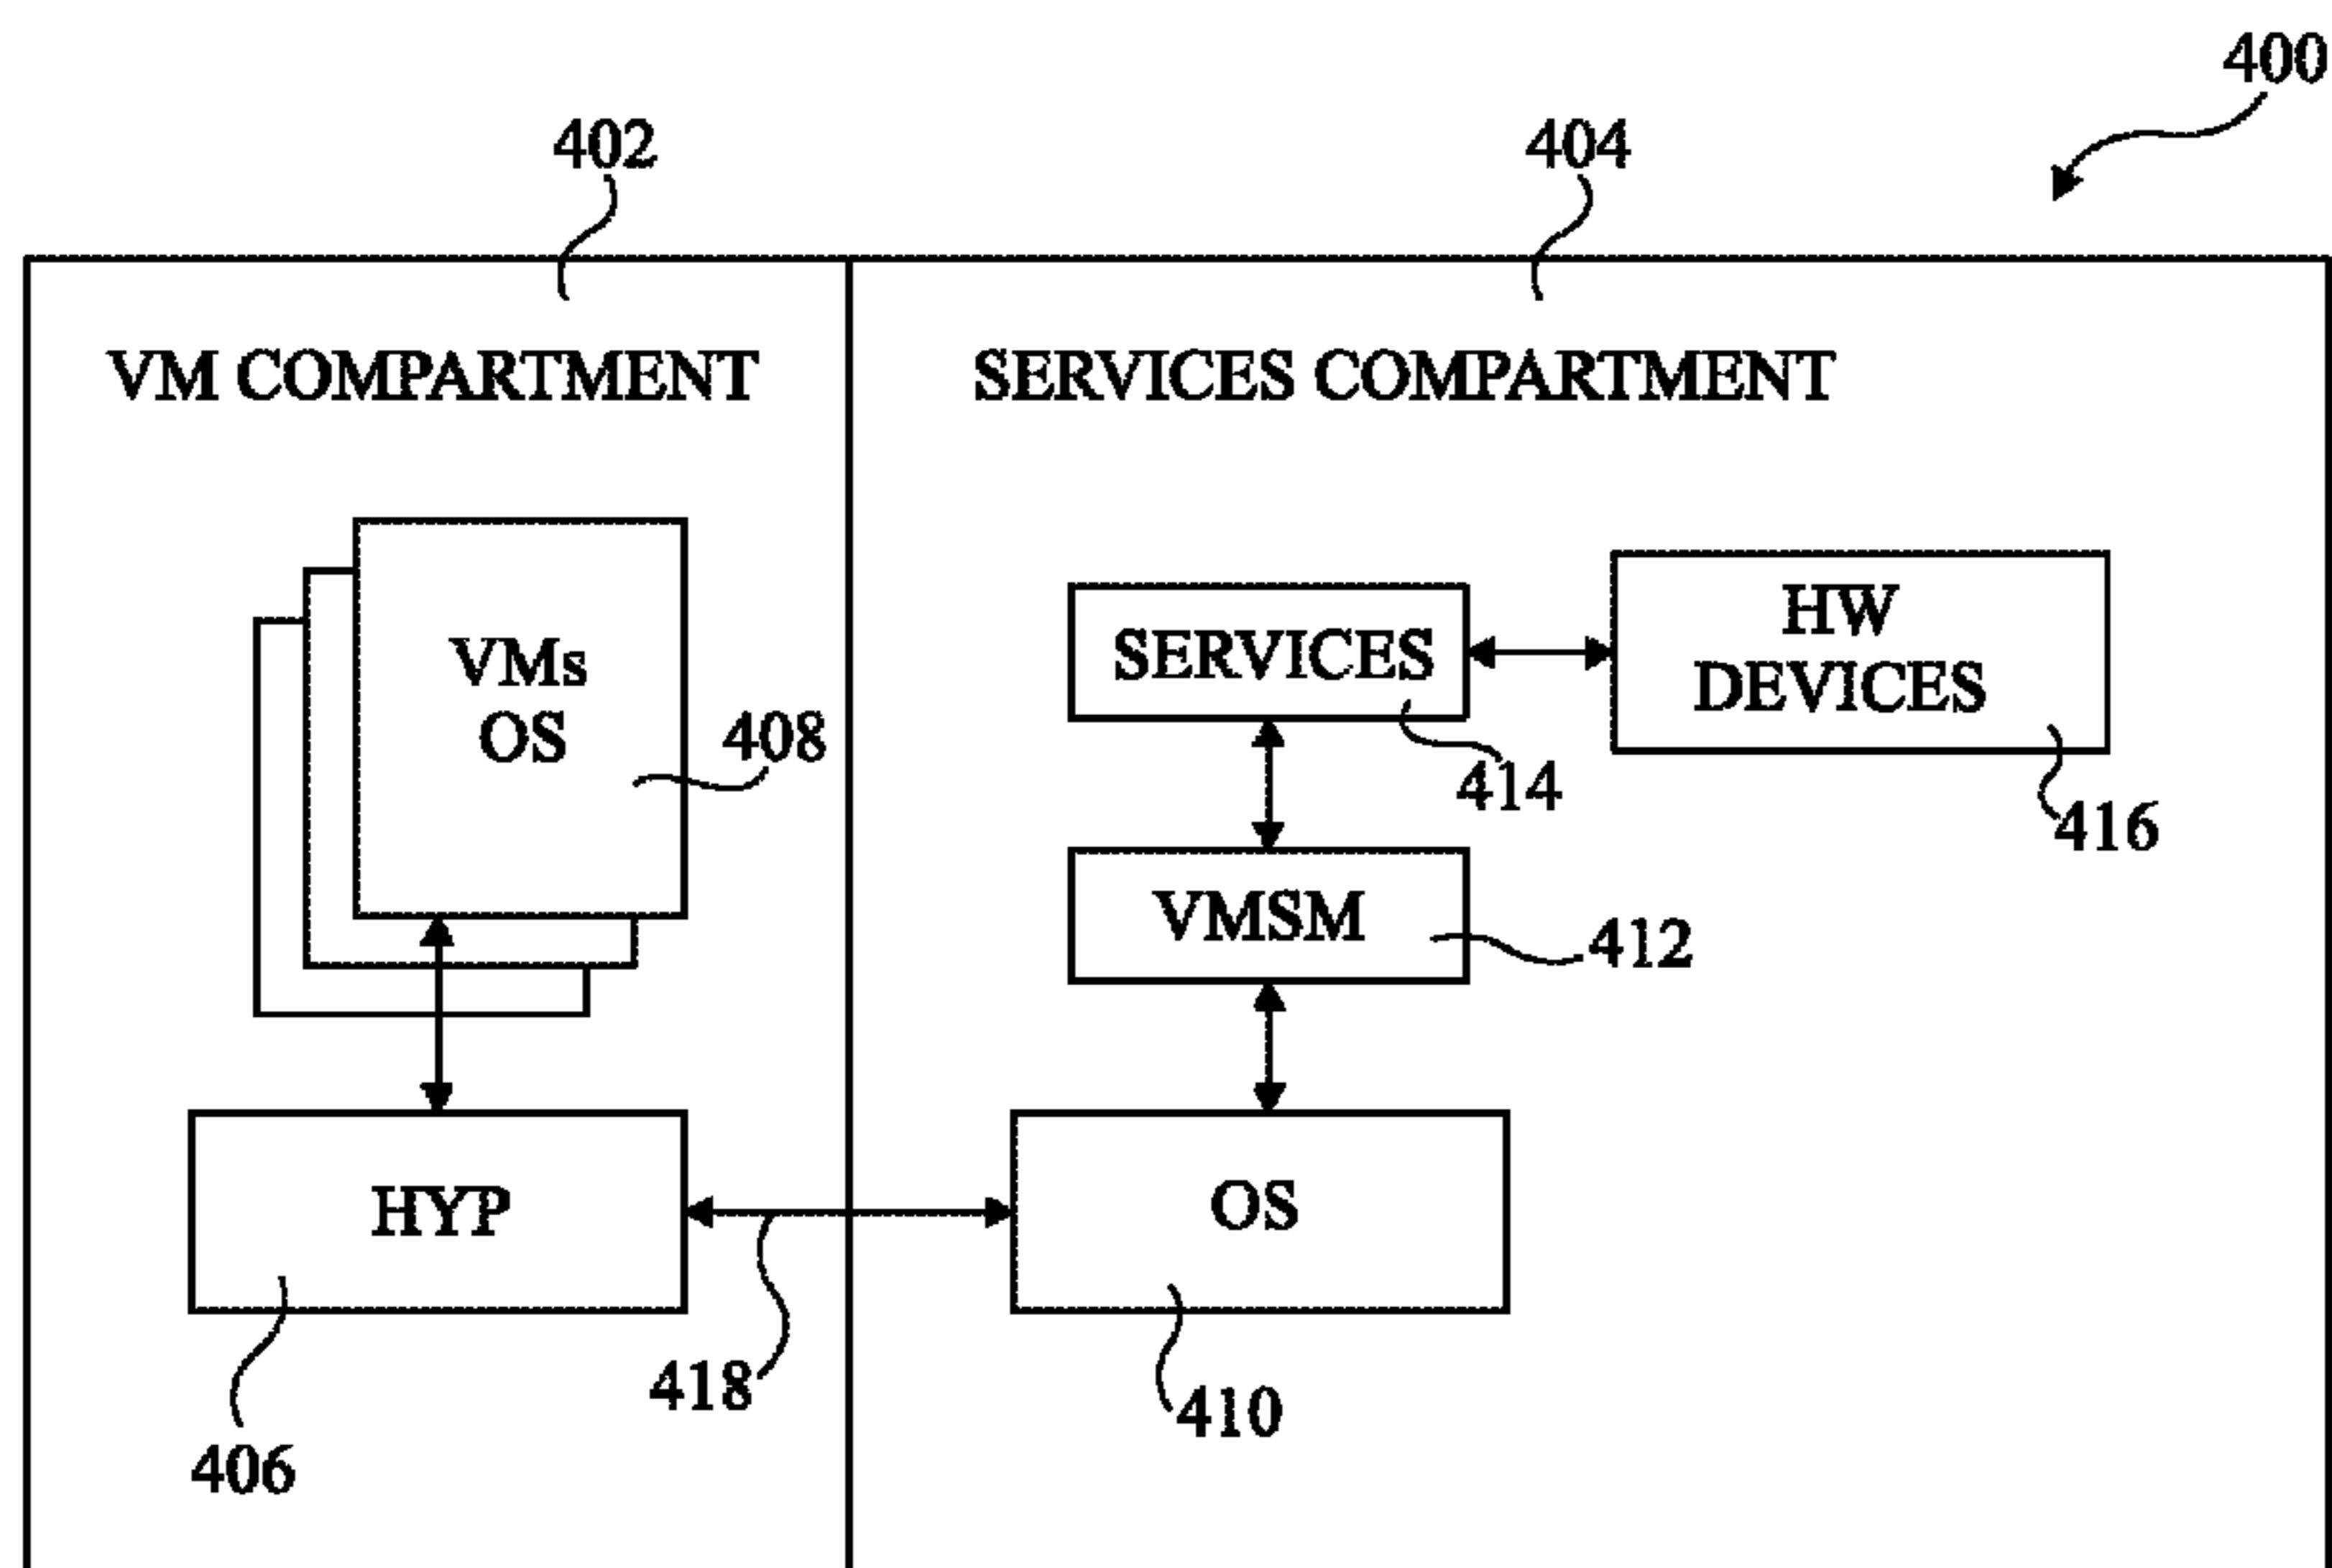 400
402
404
VM COMPARTMENT
SERVICES COMPARTMENT
VMs
OS
408
SERVICES
414
HW
DEVICES
416
VMSM
412
HYP
OS
418
410
406